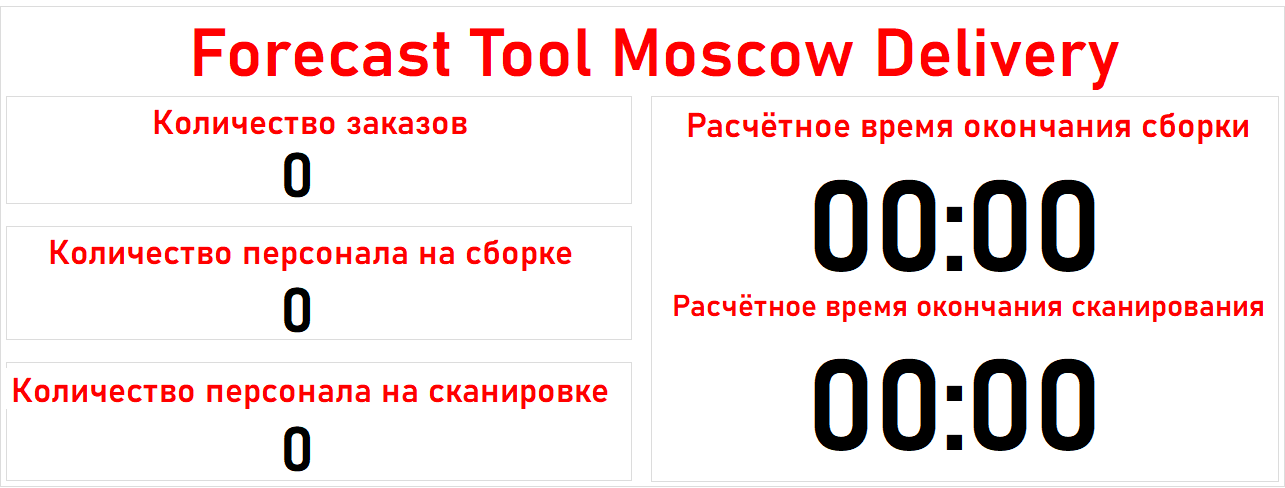 Forecast Tool Moscow Delivery
Количество заказов
0
Количество персонала на сборке
0
Количество персонала на сканировке
0
Расчётное время окончания сборки
00:00
Расчётное время окончания сканирования
00:00